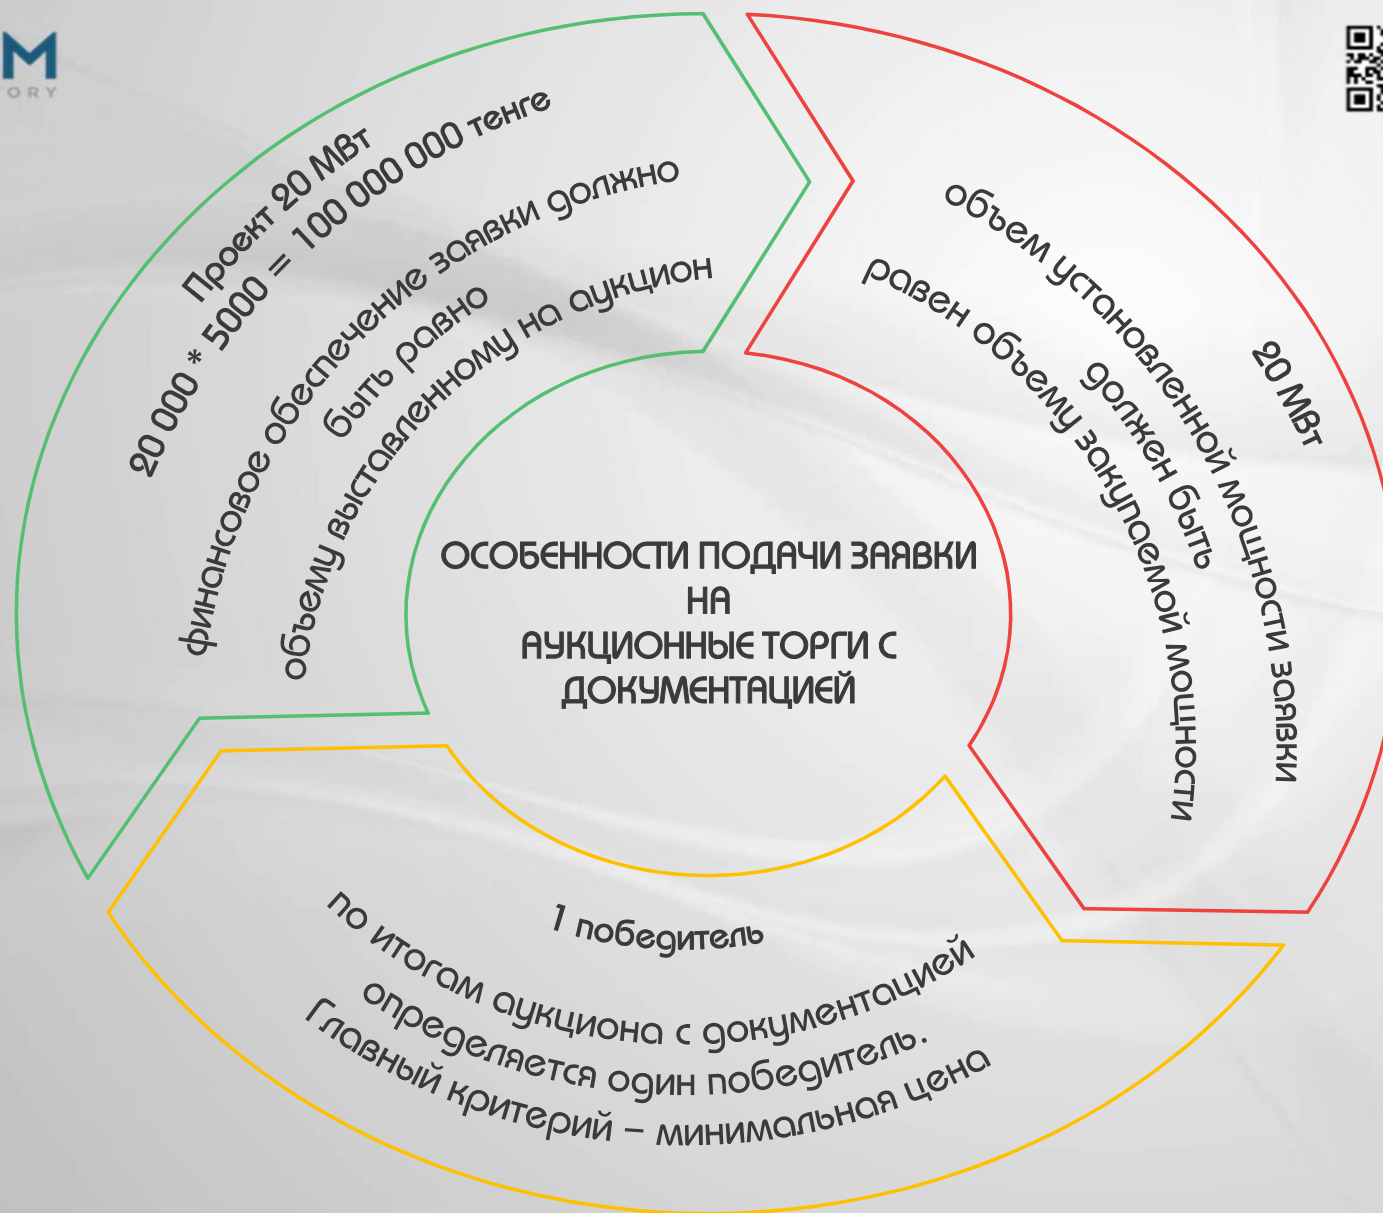 M
ORY
Проект 20 МВт
20 000 * 5000 = 100 000 000 тенге
финансовое обеспечение заявки должно
быть равно
объему выставленному на аукцион
20 МВт
объем установленной мощности заявки
должен быть
равен объему закупаемой мощности
ОСОБЕННОСТИ ПОДАЧИ ЗАЯВКИ
НА
АУКЦИОННЫЕ ТОРГИ С
ДОКУМЕНТАЦИЕЙ
1 победитель
по итогам аукциона с документацией
определяется один победитель.
Главный критерий – минимальная цена